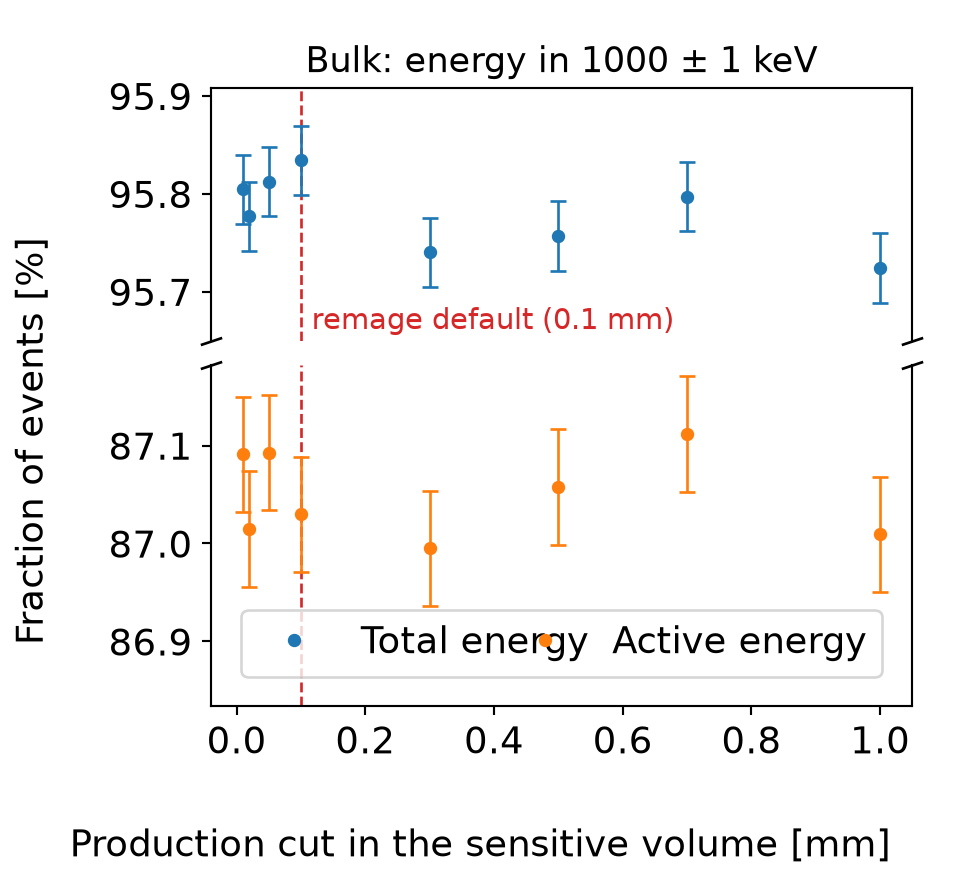 Bulk: energy in 1000 ± 1 keV
95.9
95.8
95.7
remage default (0.1 mm)
Fraction of events [%]
87.1
87.0
86.9
Total energy
Active energy
0.0 0.2 0.4 0.6 0.8 1.0
Production cut in the sensitive volume [mm]